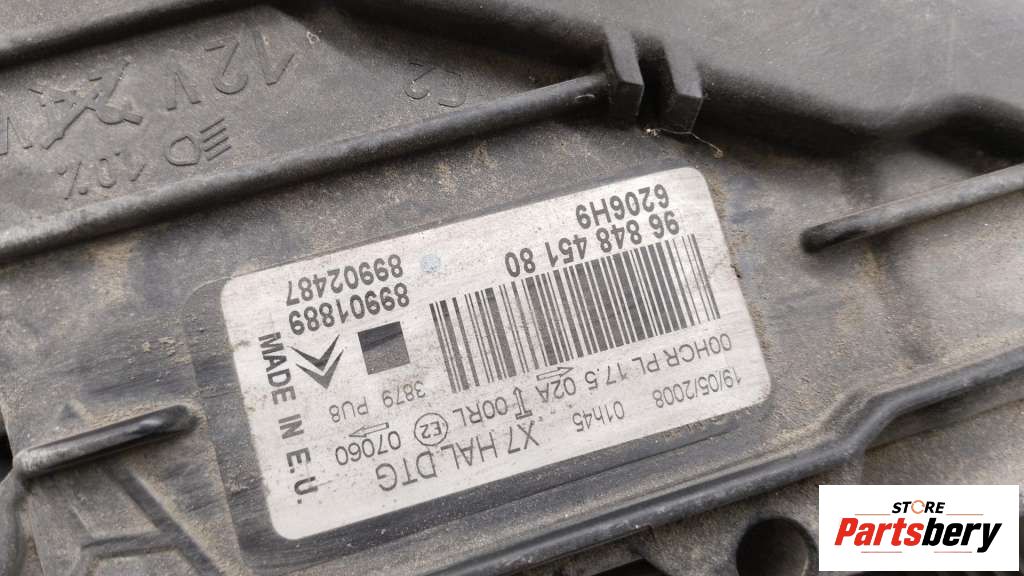 19/05/2008 01h45 X7 HAL DTG
00HCR PL 17.5 02A 00RL E2 07060
3879 PU8
96 848 451 80
6206H9
89901889
89902487
MADE IN E.U.
12V
10%
C2
STORE
Partsbery